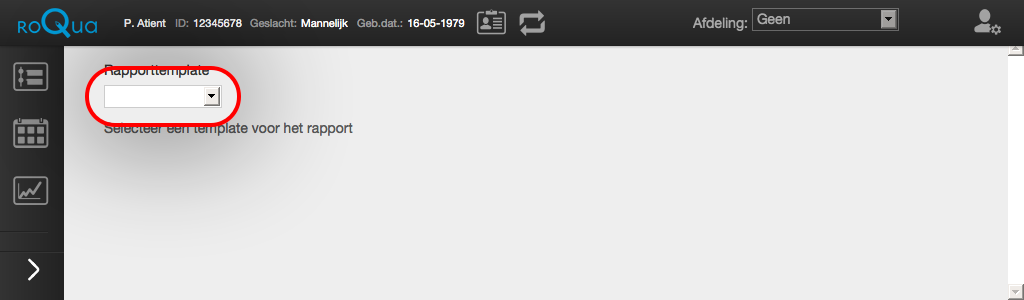 roQua P. Atient ID: 12345678 Geslacht: Mannelijk Geb.dat.: 16-05-1979 Afdeling: Geen
Rapporttemplate
Selecteer een template voor het rapport